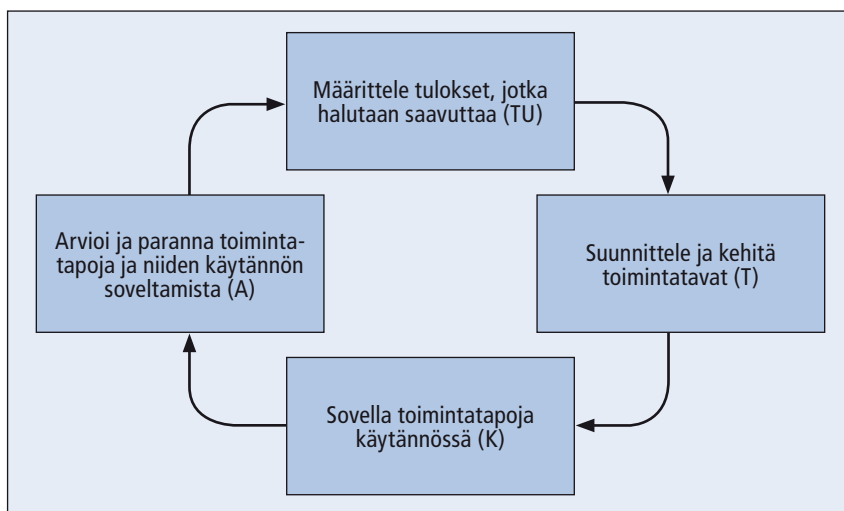 Määrittele tulokset, jotka
halutaan saavuttaa (TU)
Suunnittele ja kehitä
toimintatavat (T)
Sovella toimintatapoja
käytännössä (K)
Arvioi ja paranna toiminta-
tapoja ja niiden käytännön
soveltamista (A)